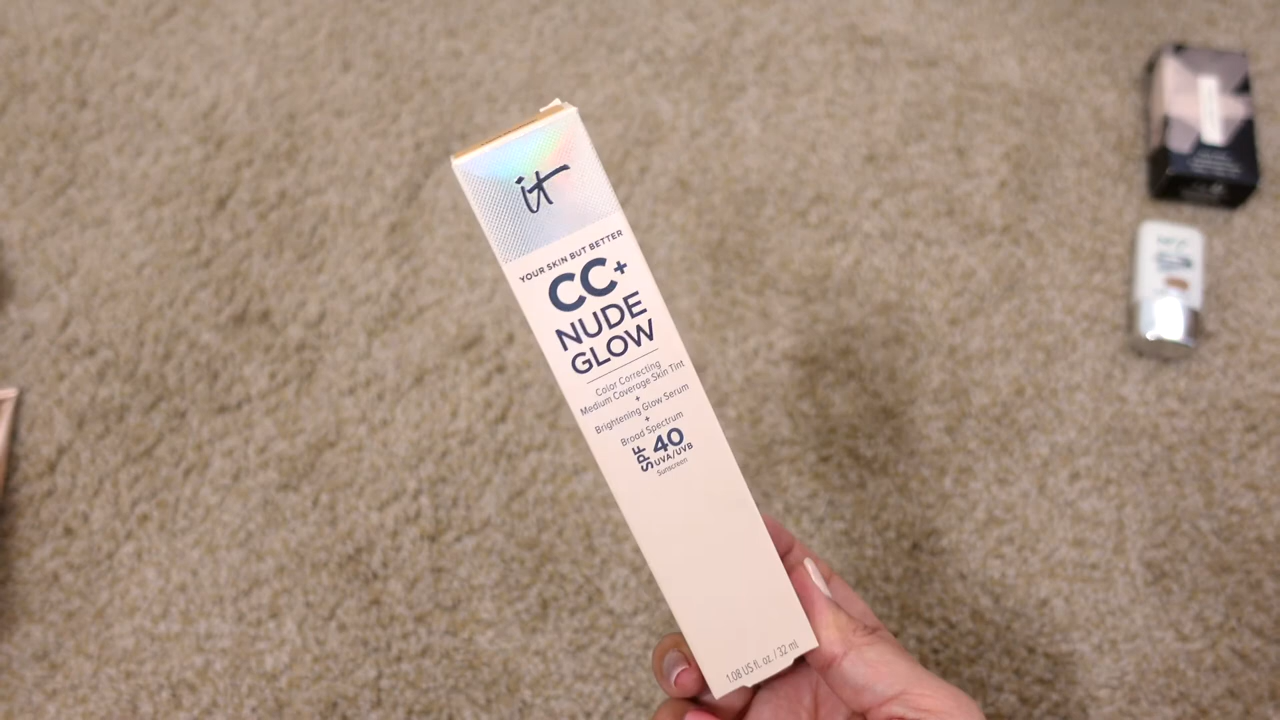 it
YOUR SKIN BUT BETTER
CC+
NUDE
GLOW
Color Correcting
Medium Coverage Skin Tint
+
Brightening Glow Serum
+
Broad Spectrum
SPF 40
UVA/UVB
Sunscreen
1.08 US fl. oz. / 32 ml